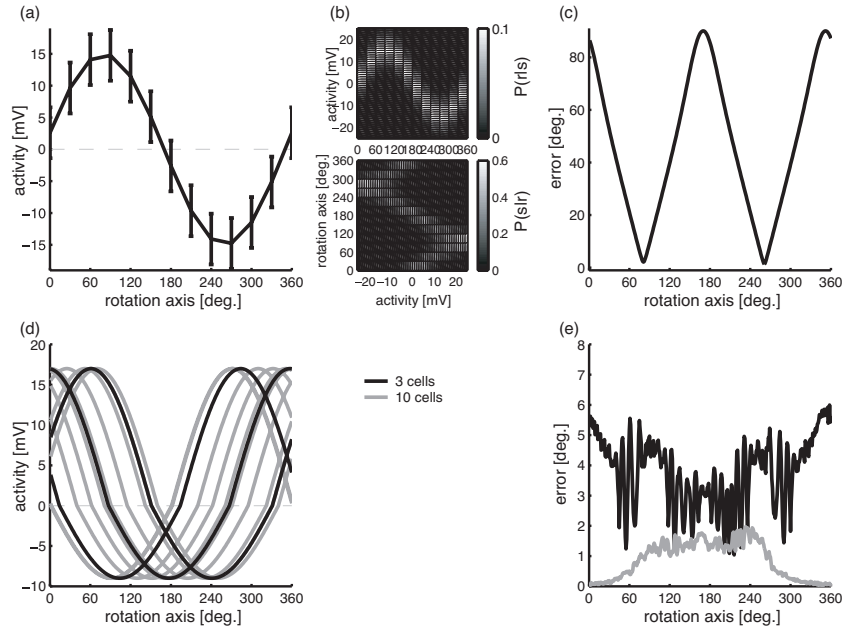 (a)
activity [mV]
15
10
5
0
−5
−10
−15
0 60 120 180 240 300 360
rotation axis [deg.]
(b)
activity [mV]
20
10
0
−10
−20
0 60 120 180 240 300 360
0.1
0
P(r|s)
rotation axis [deg.]
360
300
240
180
120
60
0
−20 −10 0 10 20
activity [mV]
0.6
0.4
0.2
0
P(s|r)
(c)
error [deg.]
80
60
40
20
0
0 60 120 180 240 300 360
rotation axis [deg.]
(d)
activity [mV]
20
15
10
5
0
−5
−10
0 60 120 180 240 300 360
rotation axis [deg.]
3 cells
10 cells
(e)
error [deg.]
8
7
6
5
4
3
2
1
0
0 60 120 180 240 300 360
rotation axis [deg.]